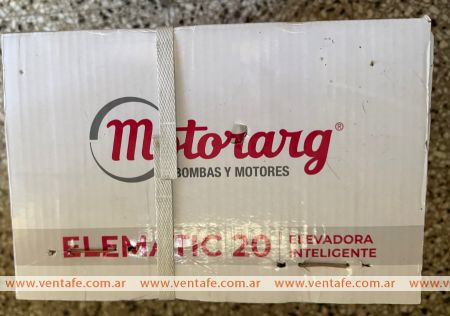 Motorarg®
BOMBAS Y MOTORES
ELEMATIC 20
ELEVADORA
INTELIGENTE
www.ventafe.com.ar www.ventafe.com.ar www.ventafe.com.ar